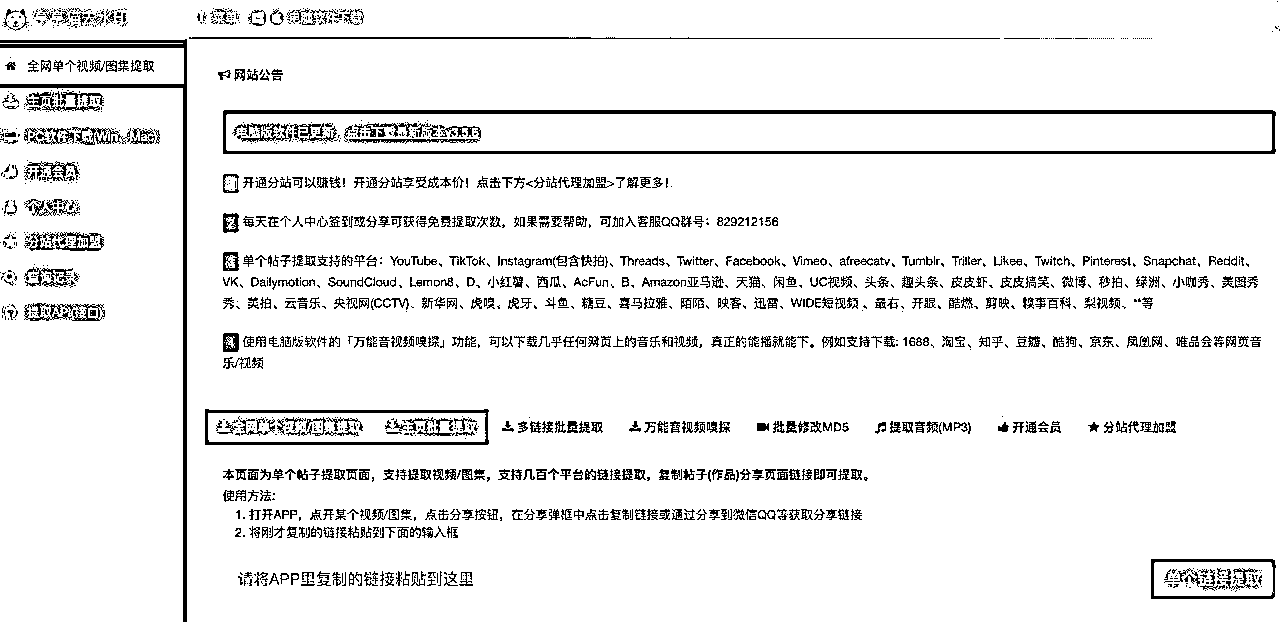 菜单 电脑软件下载
全网单个视频/图集提取
主页批量提取
PC软件下载(Win、Mac)
开通会员
个人中心
分站代理加盟
查询记录
提取API接口
网站公告
电脑版软件已更新，点击下载最新版本v3.5.6
开通分站可以赚钱！开通分站享受成本价！点击下方<分站代理加盟>了解更多！
每天在个人中心签到或分享可获得免费提取次数，如果需要帮助，可加入客服QQ群号：829212156
单个帖子提取支持的平台：YouTube、TikTok、Instagram(包含快拍)、Threads、Twitter、Facebook、Vimeo、afreecatv、Tumblr、Triller、Likee、Twitch、Pinterest、Snapchat、Reddit、
VK、Dailymotion、SoundCloud、Lemon8、D、小红薯、西瓜、AcFun、B、Amazon亚马逊、天猫、闲鱼、UC视频、头条、趣头条、皮皮虾、皮皮搞笑、微博、秒拍、绿洲、小咖秀、美图秀
秀、美拍、云音乐、央视网(CCTV)、新华网、虎嗅、虎牙、斗鱼、糖豆、喜马拉雅、陌陌、映客、迅雷、WIDE短视频、最右、开眼、酷燃、剪映、糗事百科、梨视频、**等
使用电脑版软件的「万能音视频嗅探」功能，可以下载几乎任何网页上的音乐和视频，真正的能播就能下。例如支持下载: 1688、淘宝、知乎、豆瓣、酷狗、京东、凤凰网、唯品会等网页音
乐/视频
全网单个视频/图集提取 主页批量提取 多链接批量提取 万能音视频嗅探 批量修改MD5 提取音频(MP3) 开通会员 分站代理加盟
本页面为单个帖子提取页面，支持提取视频/图集，支持几百个平台的链接提取，复制帖子(作品)分享页面链接即可提取。
使用方法:
1. 打开APP，点开某个视频/图集，点击分享按钮，在分享弹框中点击复制链接或通过分享到微信QQ等获取分享链接
2. 将刚才复制的链接粘贴到下面的输入框
请将APP里复制的链接粘贴到这里
单个链接提取